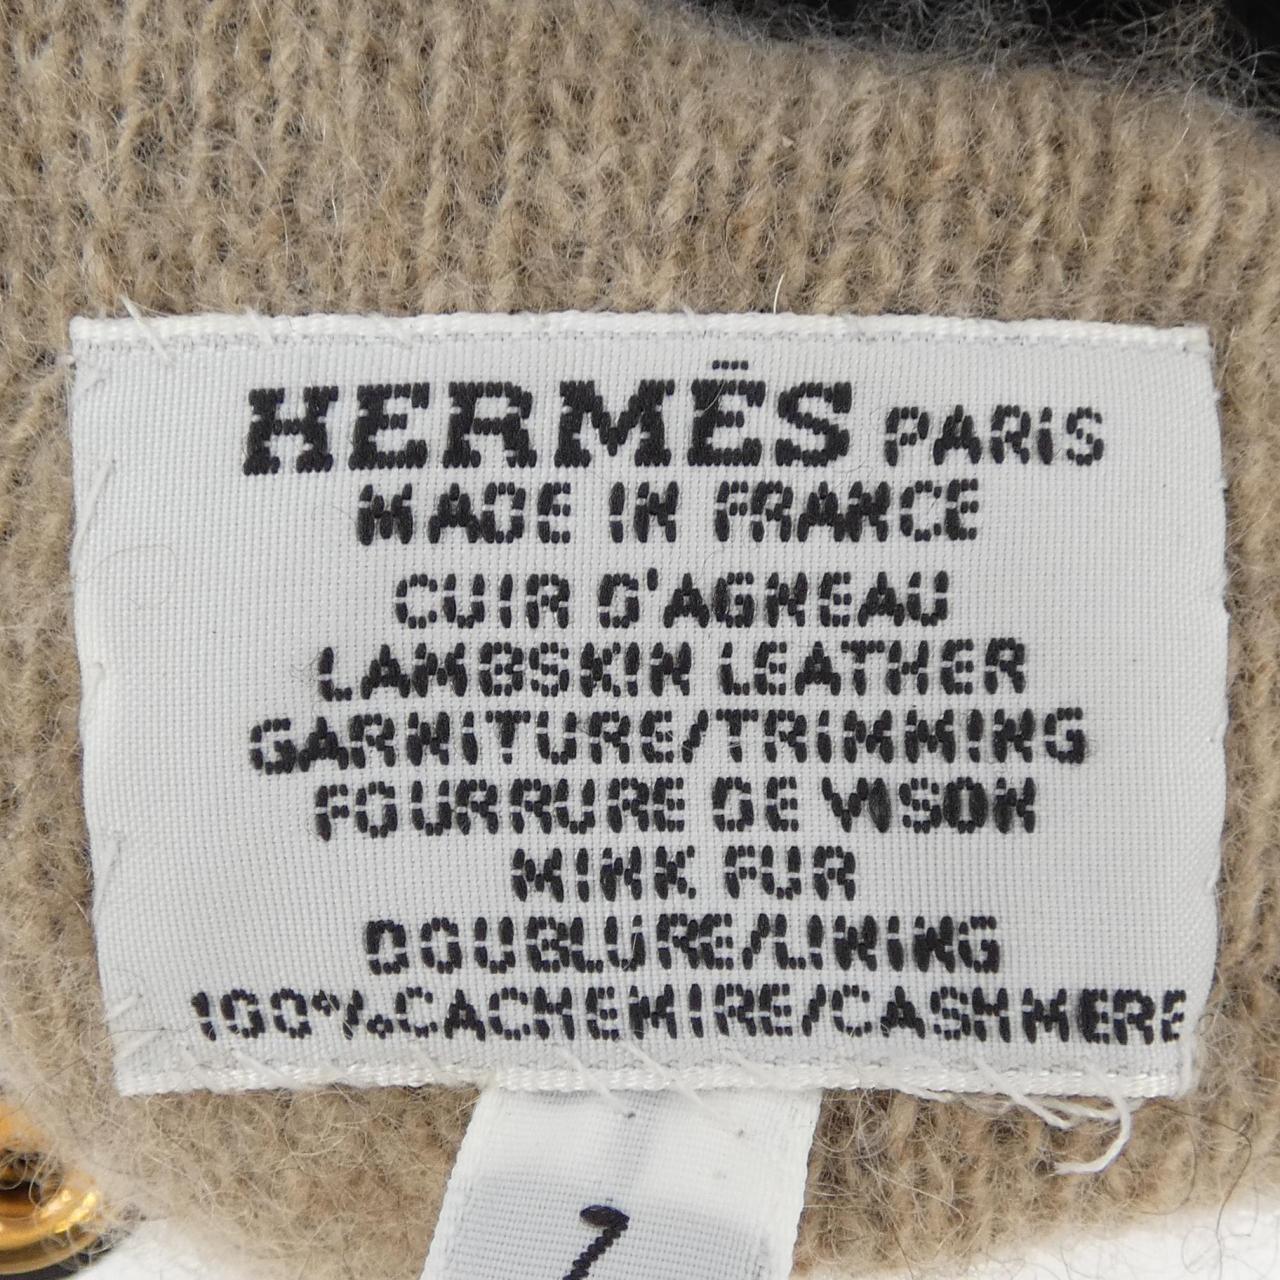 HERMÈS PARIS
MADE IN FRANCE
CUIR D'AGNEAU
LAMBSKIN LEATHER
GARNITURE/TRIMMING
FOURRURE DE VISON
MINK FUR
DOUBLURE/LINING
100%CACHEMIRE/CASHMERE